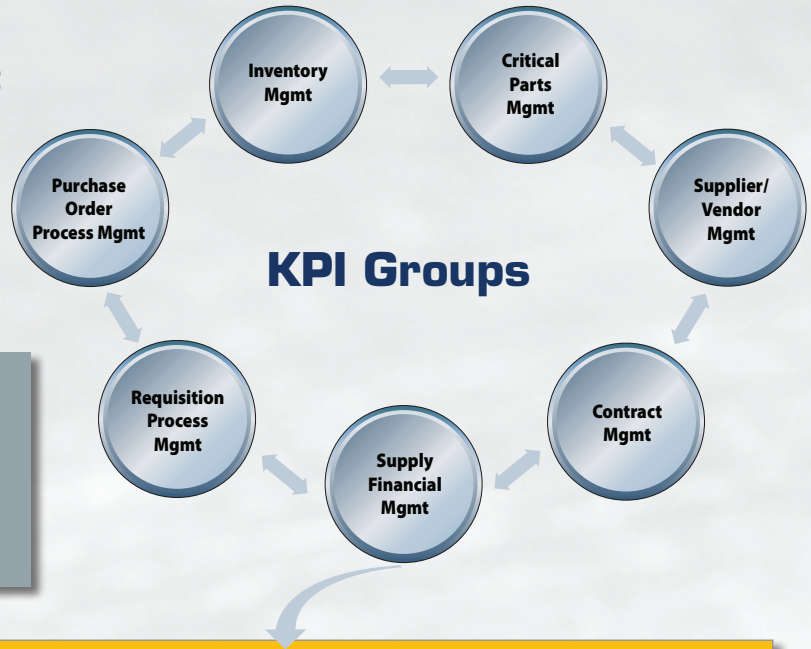 Inventory
Mgmt
Critical
Parts
Mgmt
Purchase
Order
Process Mgmt
Supplier/
Vendor
Mgmt
KPI Groups
Requisition
Process
Mgmt
Contract
Mgmt
Supply
Financial
Mgmt